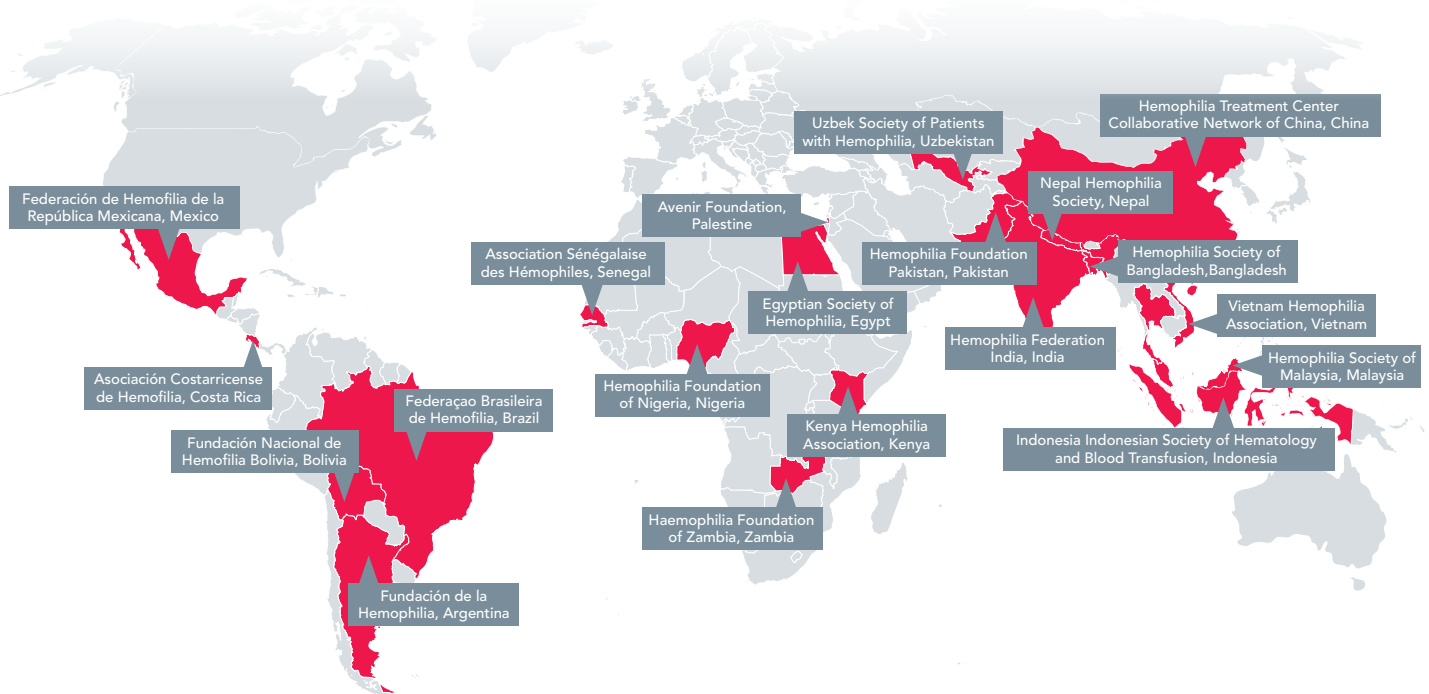 Hemophilia Treatment Center
Collaborative Network of China, China
Uzbek Society of Patients
with Hemophilia, Uzbekistan
Nepal Hemophilia
Society, Nepal
Federación de Hemofilia de la
República Mexicana, Mexico
Avenir Foundation,
Palestine
Association Sénégalaise
des Hémophiles, Senegal
Hemophilia Foundation
Pakistan, Pakistan
Hemophilia Society of
Bangladesh,Bangladesh
Egyptian Society of
Hemophilia, Egypt
Vietnam Hemophilia
Association, Vietnam
Hemophilia Federation
India, India
Hemophilia Society of
Malaysia, Malaysia
Asociación Costarricense
de Hemofilia, Costa Rica
Hemophilia Foundation
of Nigeria, Nigeria
Federaçao Brasileira
de Hemofilia, Brazil
Kenya Hemophilia
Association, Kenya
Fundación Nacional de
Hemofilia Bolivia, Bolivia
Indonesia Indonesian Society of Hematology
and Blood Transfusion, Indonesia
Haemophilia Foundation
of Zambia, Zambia
Fundación de la
Hemophilia, Argentina